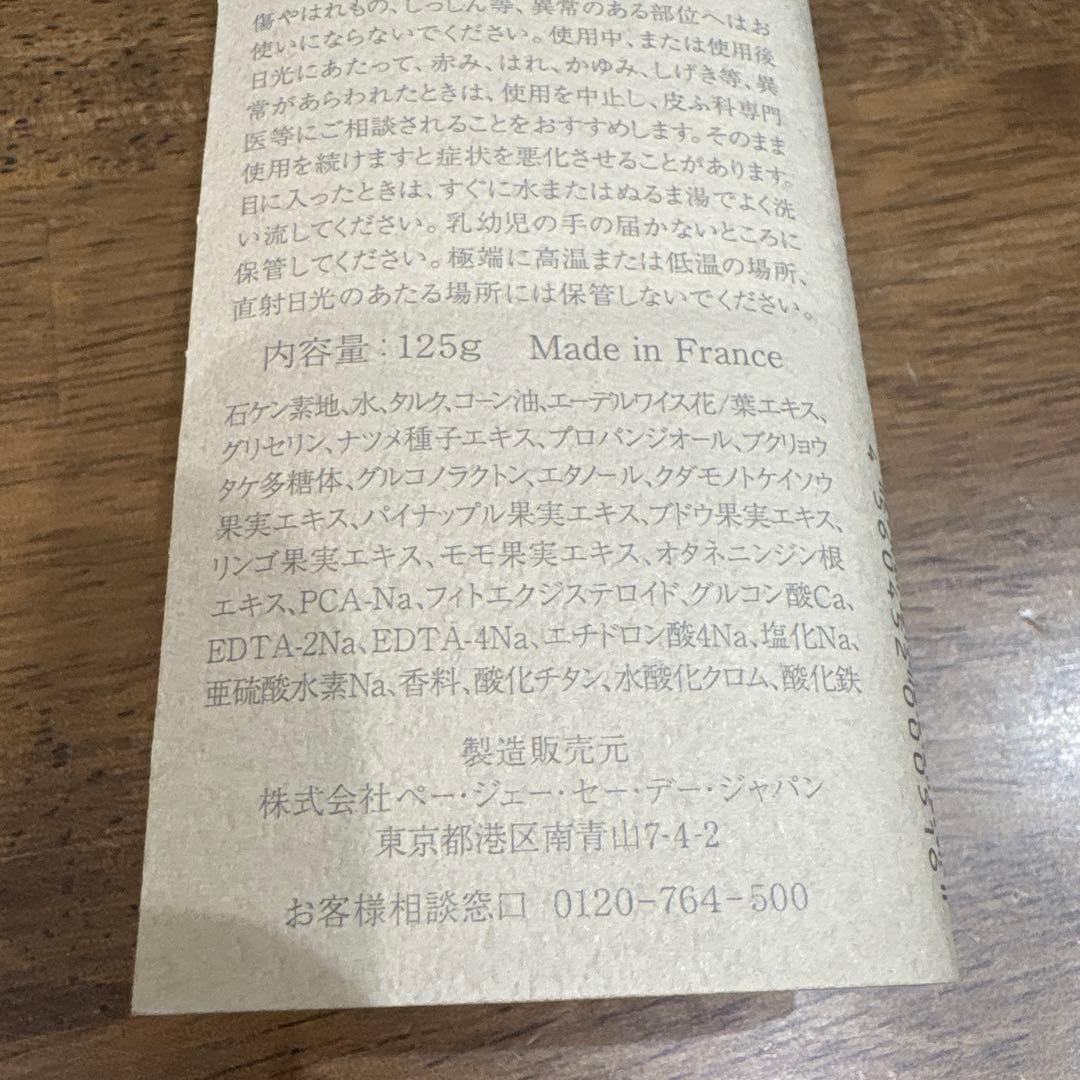 傷やはれもの、しっしん等、異常のある部位へはお
使いにならないでください。使用中、または使用後
日光にあたって、赤み、はれ、かゆみ、しげき等、異
常があらわれたときは、使用を中止し、皮ふ科専門
医等にご相談されることをおすすめします。そのまま
使用を続けますと症状を悪化させることがあります。
目に入ったときは、すぐに水またはぬるま湯でよく洗
い流してください。乳幼児の手の届かないところに
保管してください。極端に高温または低温の場所、
直射日光のあたる場所には保管しないでください。
内容量：125g Made in France
石ケン素地、水、タルク、コーン油、エーデルワイス花/葉エキス、
グリセリン、ナツメ種子エキス、プロパンジオール、ブクリョウ
タケ多糖体、グルコノラクトン、エタノール、クダモノトケイソウ
果実エキス、パイナップル果実エキス、ブドウ果実エキス、
リンゴ果実エキス、モモ果実エキス、オタネニンジン根
エキス、PCA-Na、フィトエクジステロイド、グルコン酸Ca、
EDTA-2Na、EDTA-4Na、エチドロン酸4Na、塩化Na、
亜硫酸水素Na、香料、酸化チタン、水酸化クロム、酸化鉄
製造販売元
株式会社ペー・ジェー・セー・デー・ジャパン
東京都港区南青山7-4-2
お客様相談窓口 0120-764-500